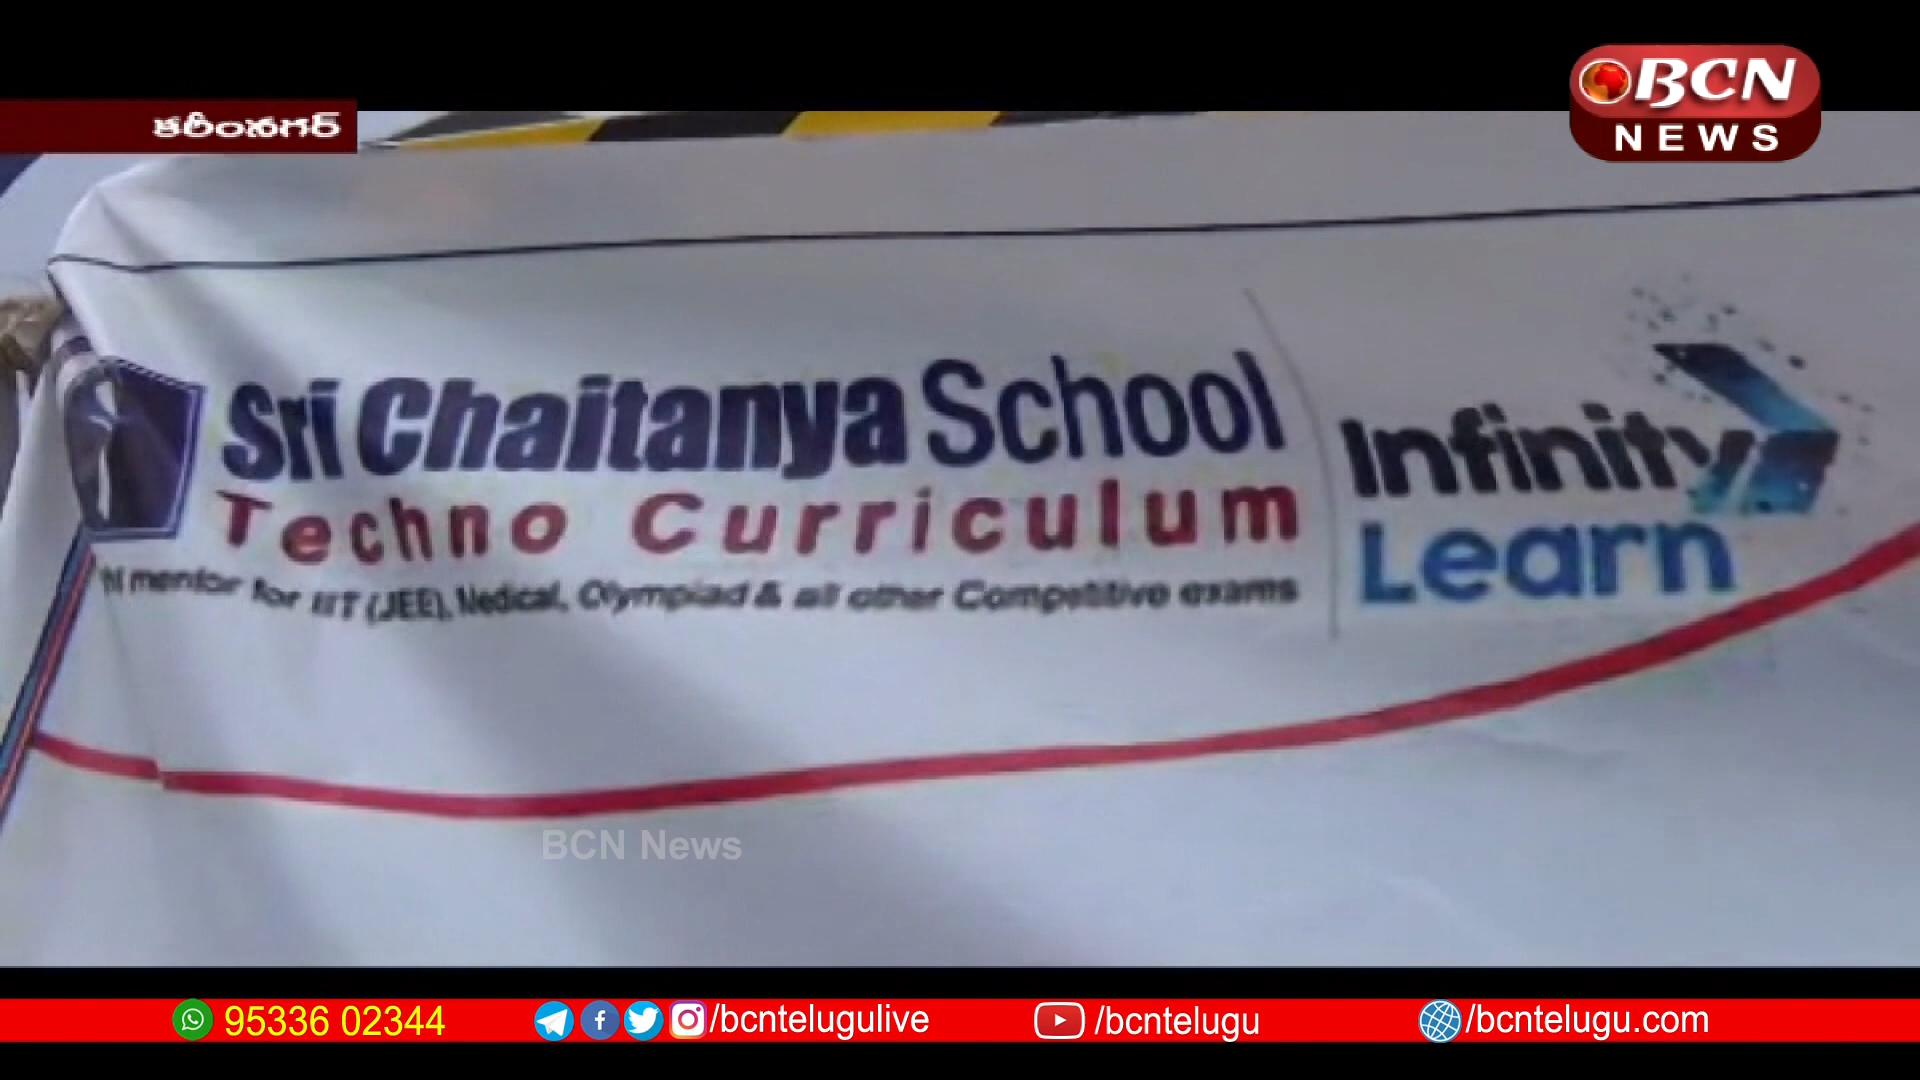 కరీంనగర్
BCN
NEWS
Sri Chaitanya School
Techno Curriculum
mentor for IIT (JEE), Medical, Olympiad & all other Competitive exams
Infinity
Learn
BCN News
95336 02344
/bcntelugulive
/bcntelugu
/bcntelugu.com